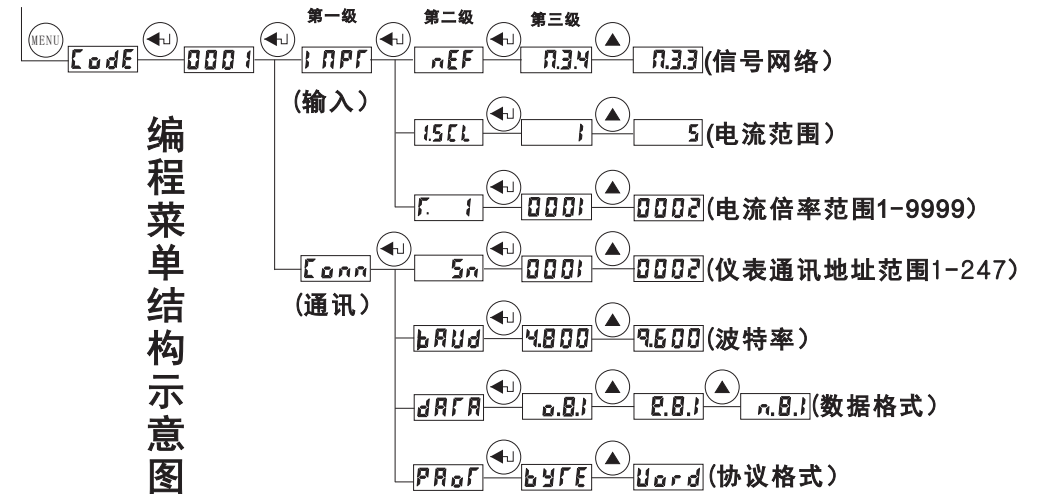 第一级 第二级 第三级
MENU CodE 0001 INPT nEF n.3.4 n.3.3 (信号网络)
(输入)
I.SCL 1 5 (电流范围)
T. 1 0001 0002 (电流倍率范围1-9999)
Conn Sn 0001 0002 (仪表通讯地址范围1-247)
(通讯)
bAUd 4.800 9.600 (波特率)
dATA o.8.1 E.8.1 n.8.1 (数据格式)
PRoT bYTE Word (协议格式)
编程菜单结构示意图